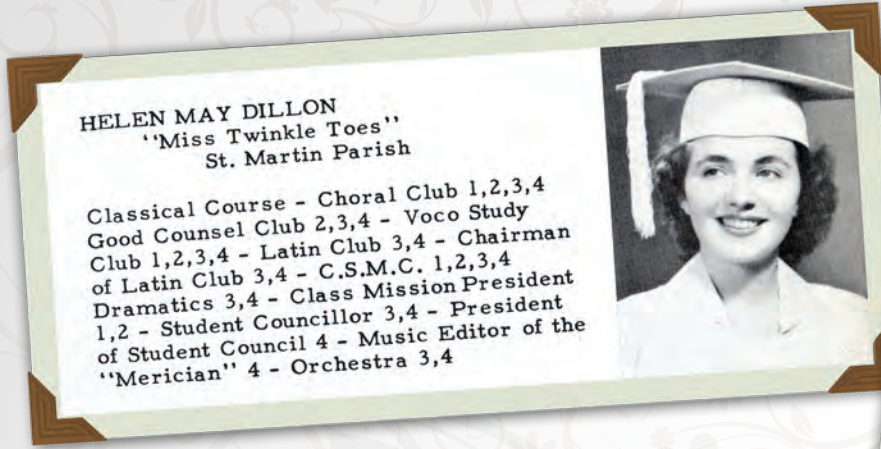 HELEN MAY DILLON
‘‘Miss Twinkle Toes’’
St. Martin Parish
Classical Course - Choral Club 1,2,3,4
Good Counsel Club 2,3,4 - Voco Study
Club 1,2,3,4 - Latin Club 3,4 - Chairman
of Latin Club 3,4 - C.S.M.C. 1,2,3,4
Dramatics 3,4 - Class Mission President
1,2 - Student Councillor 3,4 - President
of Student Council 4 - Music Editor of the
‘‘Merician’’ 4 - Orchestra 3,4